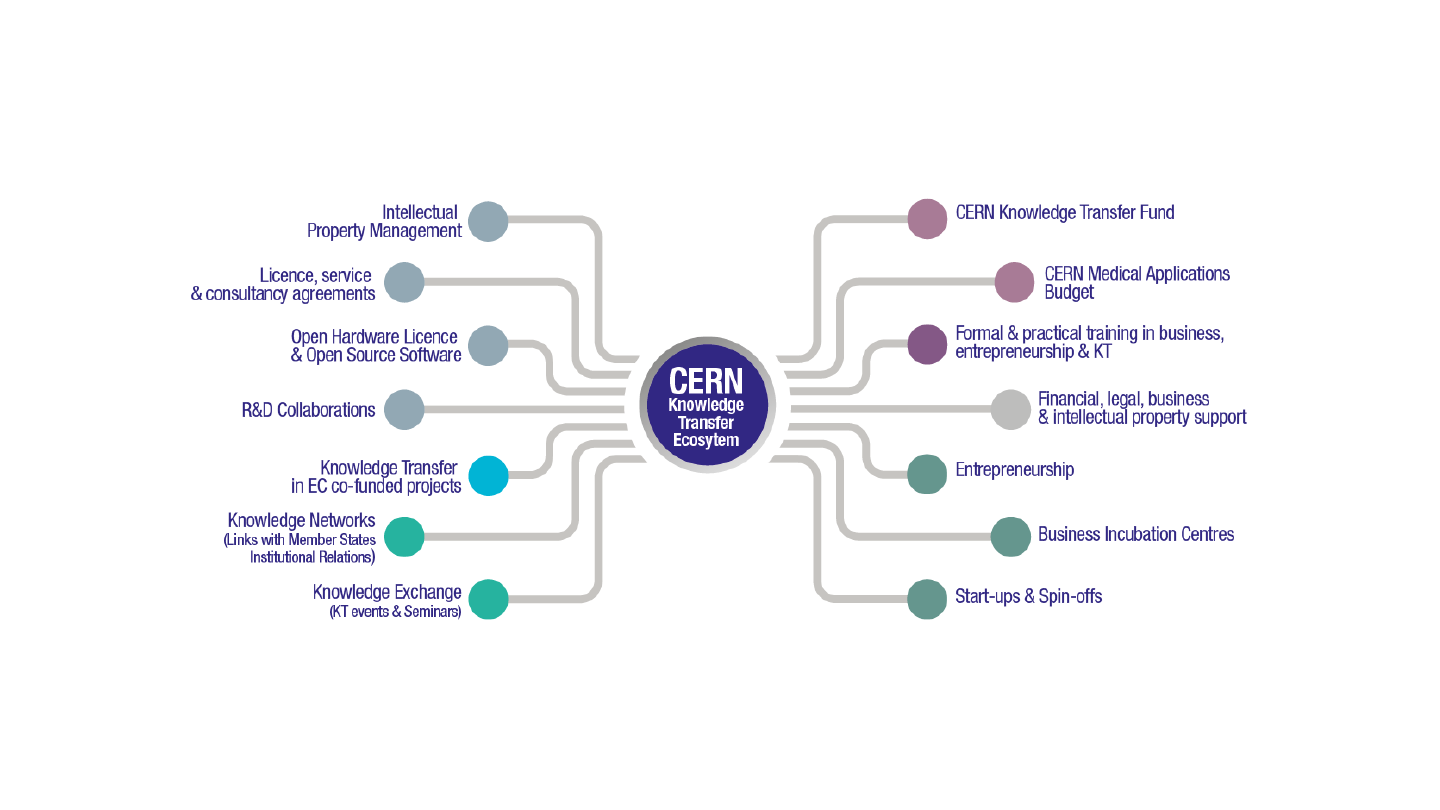 Intellectual
Property Management
Licence, service
& consultancy agreements
Open Hardware Licence
& Open Source Software
R&D Collaborations
Knowledge Transfer
in EC co-funded projects
Knowledge Networks
(Links with Member States
Institutional Relations)
Knowledge Exchange
(KT events & Seminars)
CERN
Knowledge
Transfer
Ecosytem
CERN Knowledge Transfer Fund
CERN Medical Applications
Budget
Formal & practical training in business,
entrepreneurship & KT
Financial, legal, business
& intellectual property support
Entrepreneurship
Business Incubation Centres
Start-ups & Spin-offs